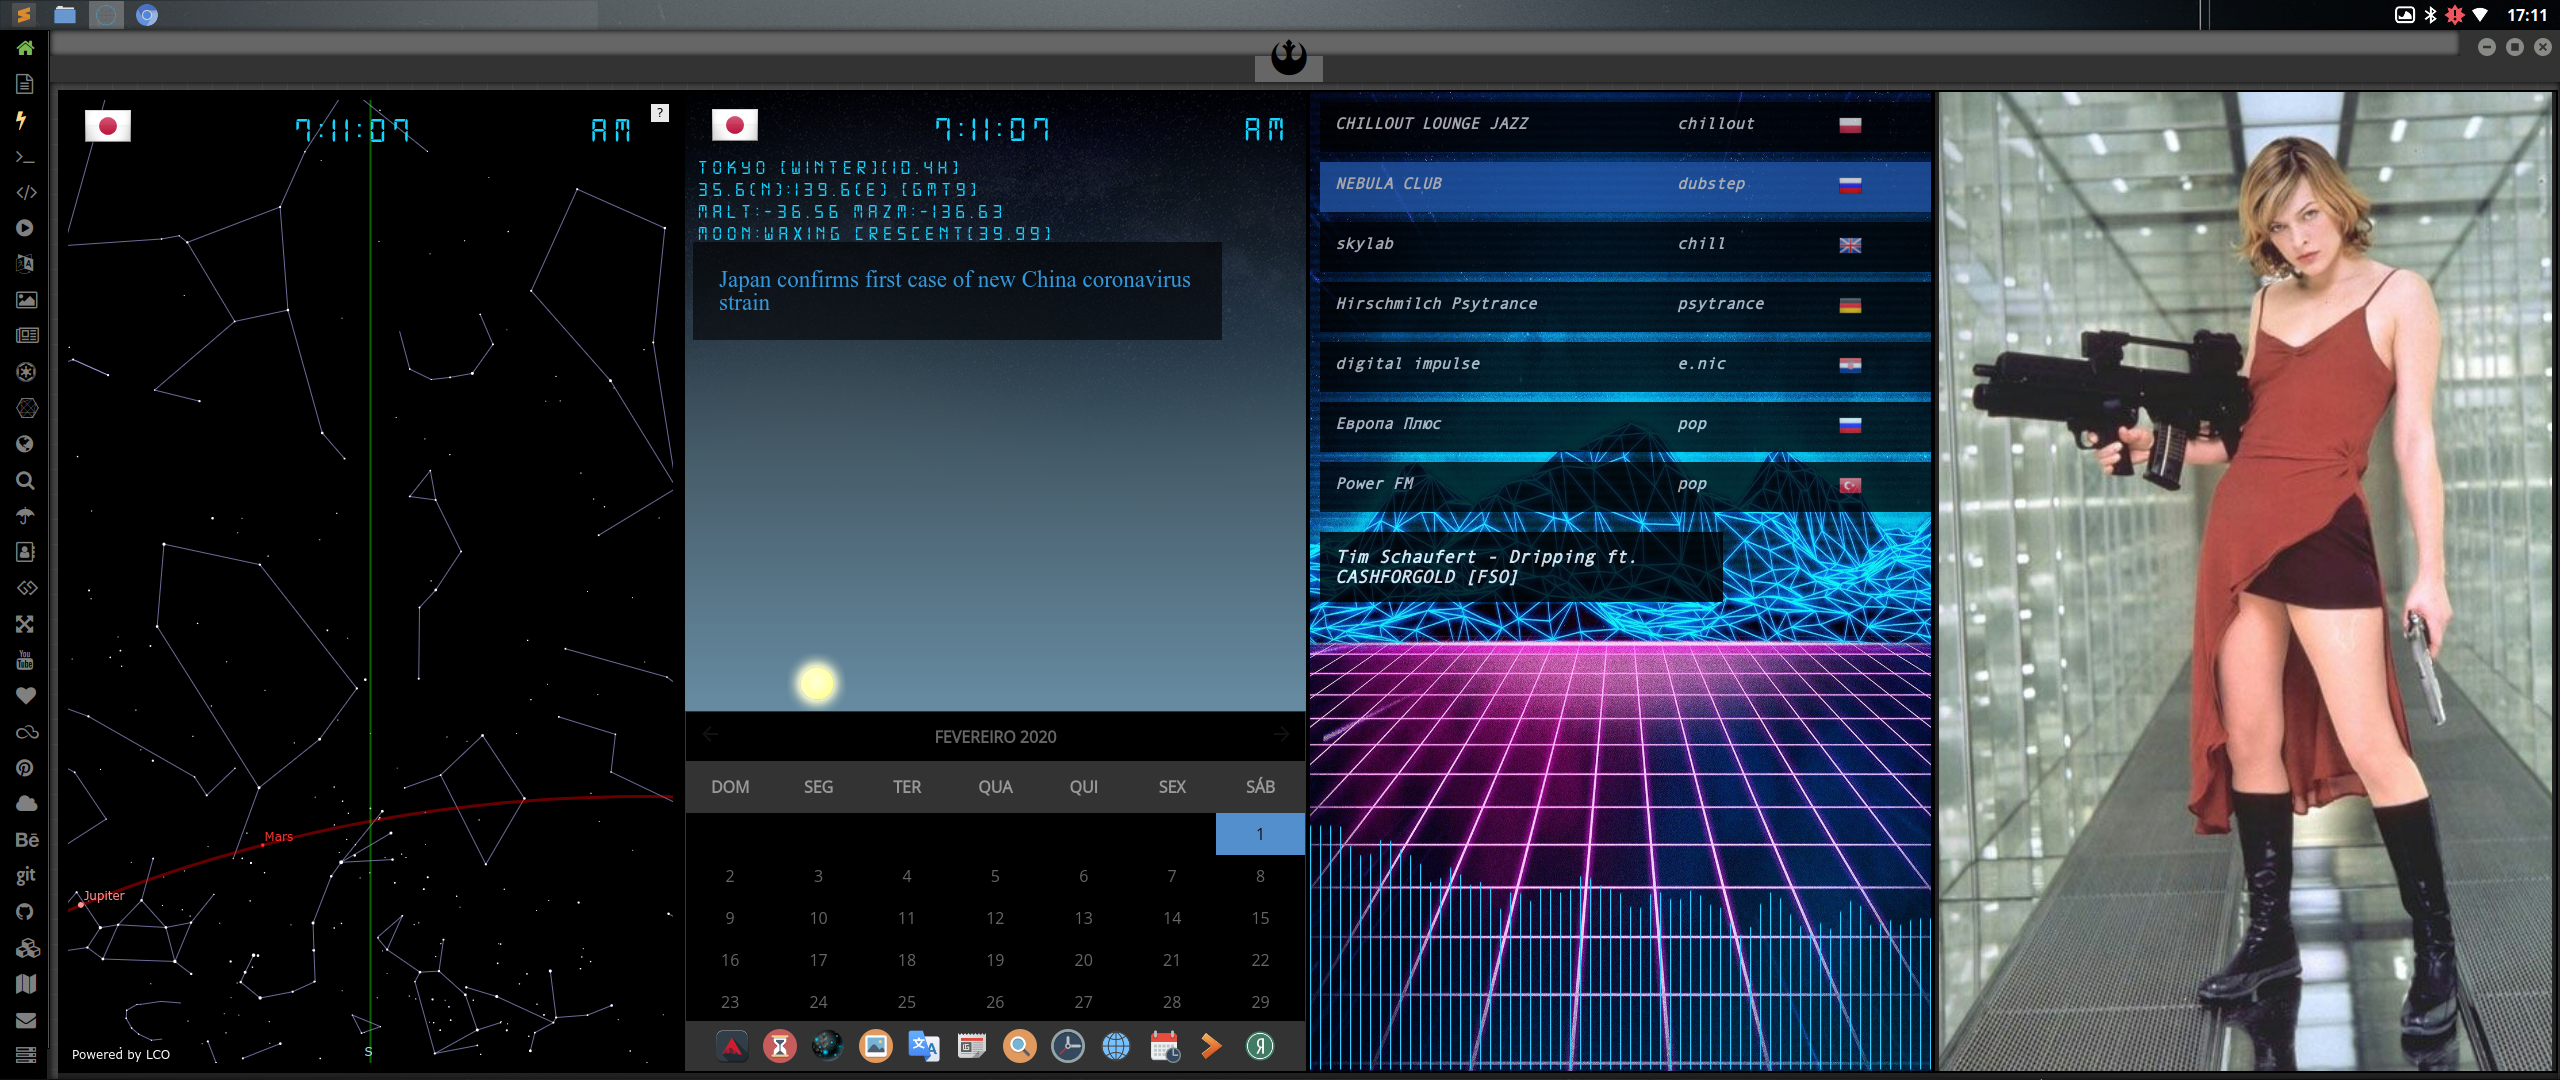 17:11
?
7:11:07 AM
7:11:07 AM
TOKYO [WINTER][10.4H]
35.6(N):139.6(E) [GMT9]
MALT:-36.56 MAZM:-136.63
MOON:WAXING CRESCENT[39.99]
Japan confirms first case of new China coronavirus
strain
CHILLOUT LOUNGE JAZZ chillout
NEBULA CLUB dubstep
skylab chill
Hirschmilch Psytrance psytrance
digital impulse e.nic
Европа Плюс pop
Power FM pop
Tim Schaufert - Dripping ft.
CASHFORGOLD [FSO]
FEVEREIRO 2020
DOM SEG TER QUA QUI SEX SÁB
1
2 3 4 5 6 7 8
9 10 11 12 13 14 15
16 17 18 19 20 21 22
23 24 25 26 27 28 29
Mars
Jupiter
S
Powered by LCO
You
Tube
Bē
git
文A
Я